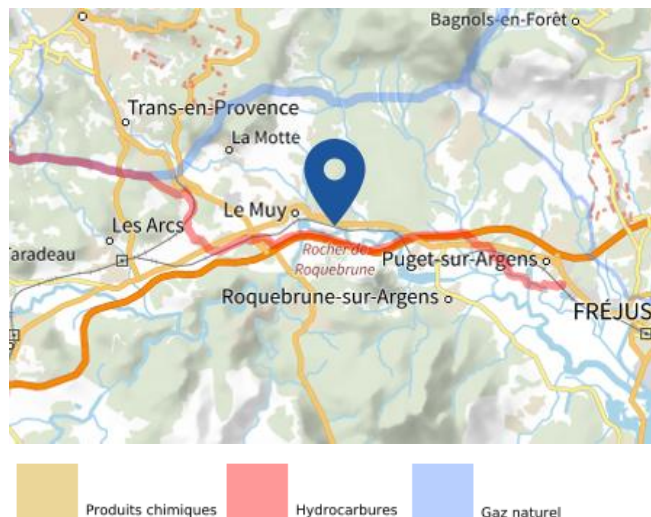 Bagnols-en-Forêt
Trans-en-Provence
La Motte
Le Muy
Les Arcs
Taradeau
Rocher de
Roquebrune
Puget-sur-Argens
Roquebrune-sur-Argens
FRÉJUS
Produits chimiques
Hydrocarbures
Gaz naturel